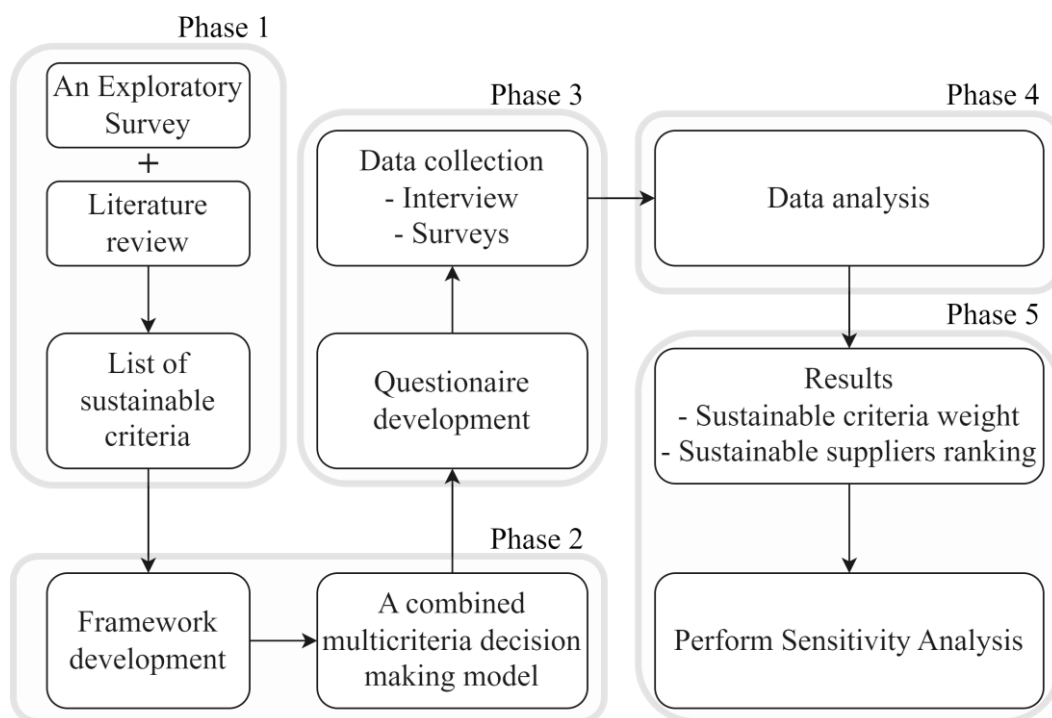 Phase 1
An Exploratory
Survey
+
Literature
review
List of
sustainable
criteria
Phase 2
Framework
development
A combined
multicriteria decision
making model
Phase 3
Data collection
- Interview
- Surveys
Questionaire
development
Phase 4
Data analysis
Phase 5
Results
- Sustainable criteria weight
- Sustainable suppliers ranking
Perform Sensitivity Analysis